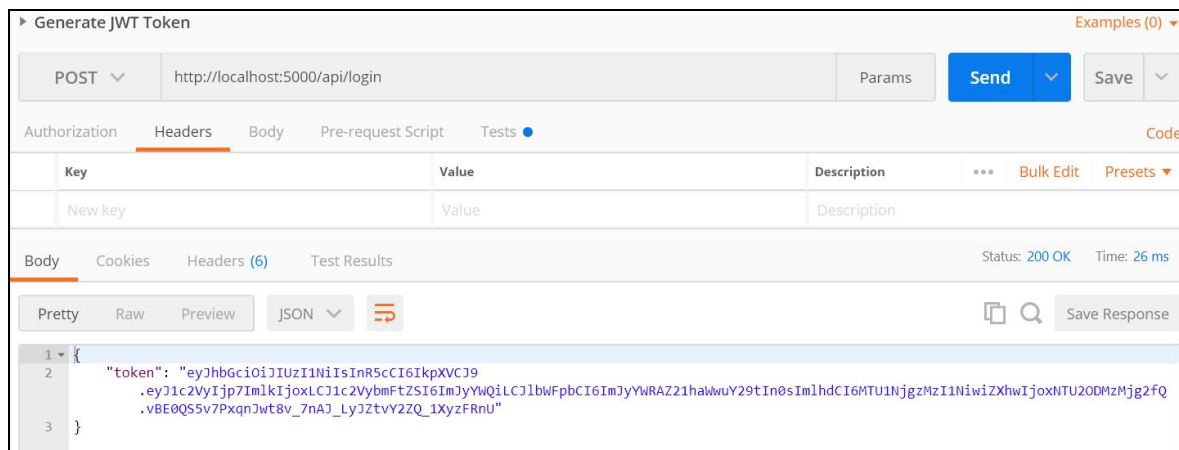 Generate JWT Token Examples (0)
POST http://localhost:5000/api/login Params Send Save
Authorization Headers Body Pre-request Script Tests Code
Key Value Description ••• Bulk Edit Presets
New key Value Description
Body Cookies Headers (6) Test Results Status: 200 OK Time: 26 ms
Pretty Raw Preview JSON Save Response
1 {
2 "token": "eyJhbGciOiJIUzI1NiIsInR5cCI6IkpXVCJ9
.eyJ1c2VyIjp7ImlkIjoxLCJ1c2VybmFtZSI6ImJyYWQiLCJlbWFpbCI6ImJyYWRAZ21haWwuY29tIn0sImlhdCI6MTU1NjgzMzI1NiwiZXhwIjoxNTU2ODMzMjg2fQ
.vBE0QS5v7PxqnJwt8v_7nAJ_LyJZtvY2ZQ_1XyzFRnU"
3 }